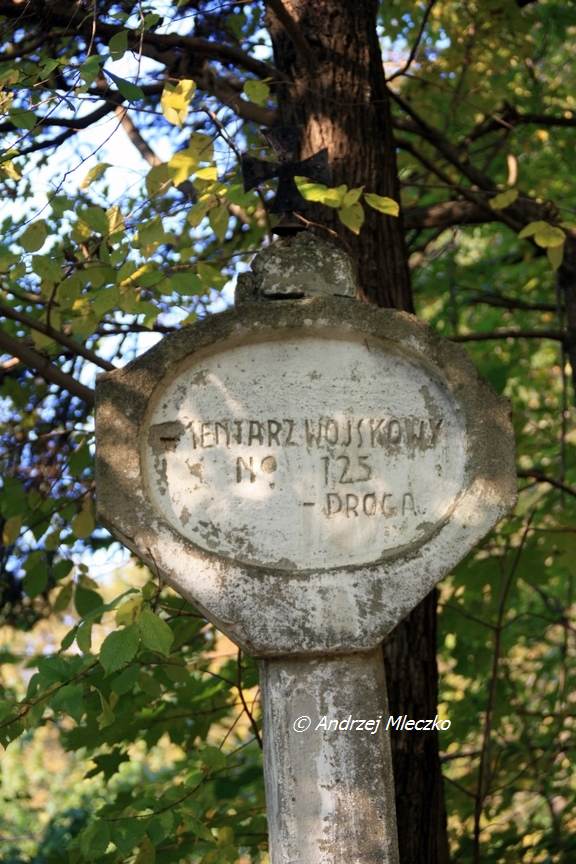 MENTARZ WOJSKOWY
No 125
- DROGA
© Andrzej Mleczko